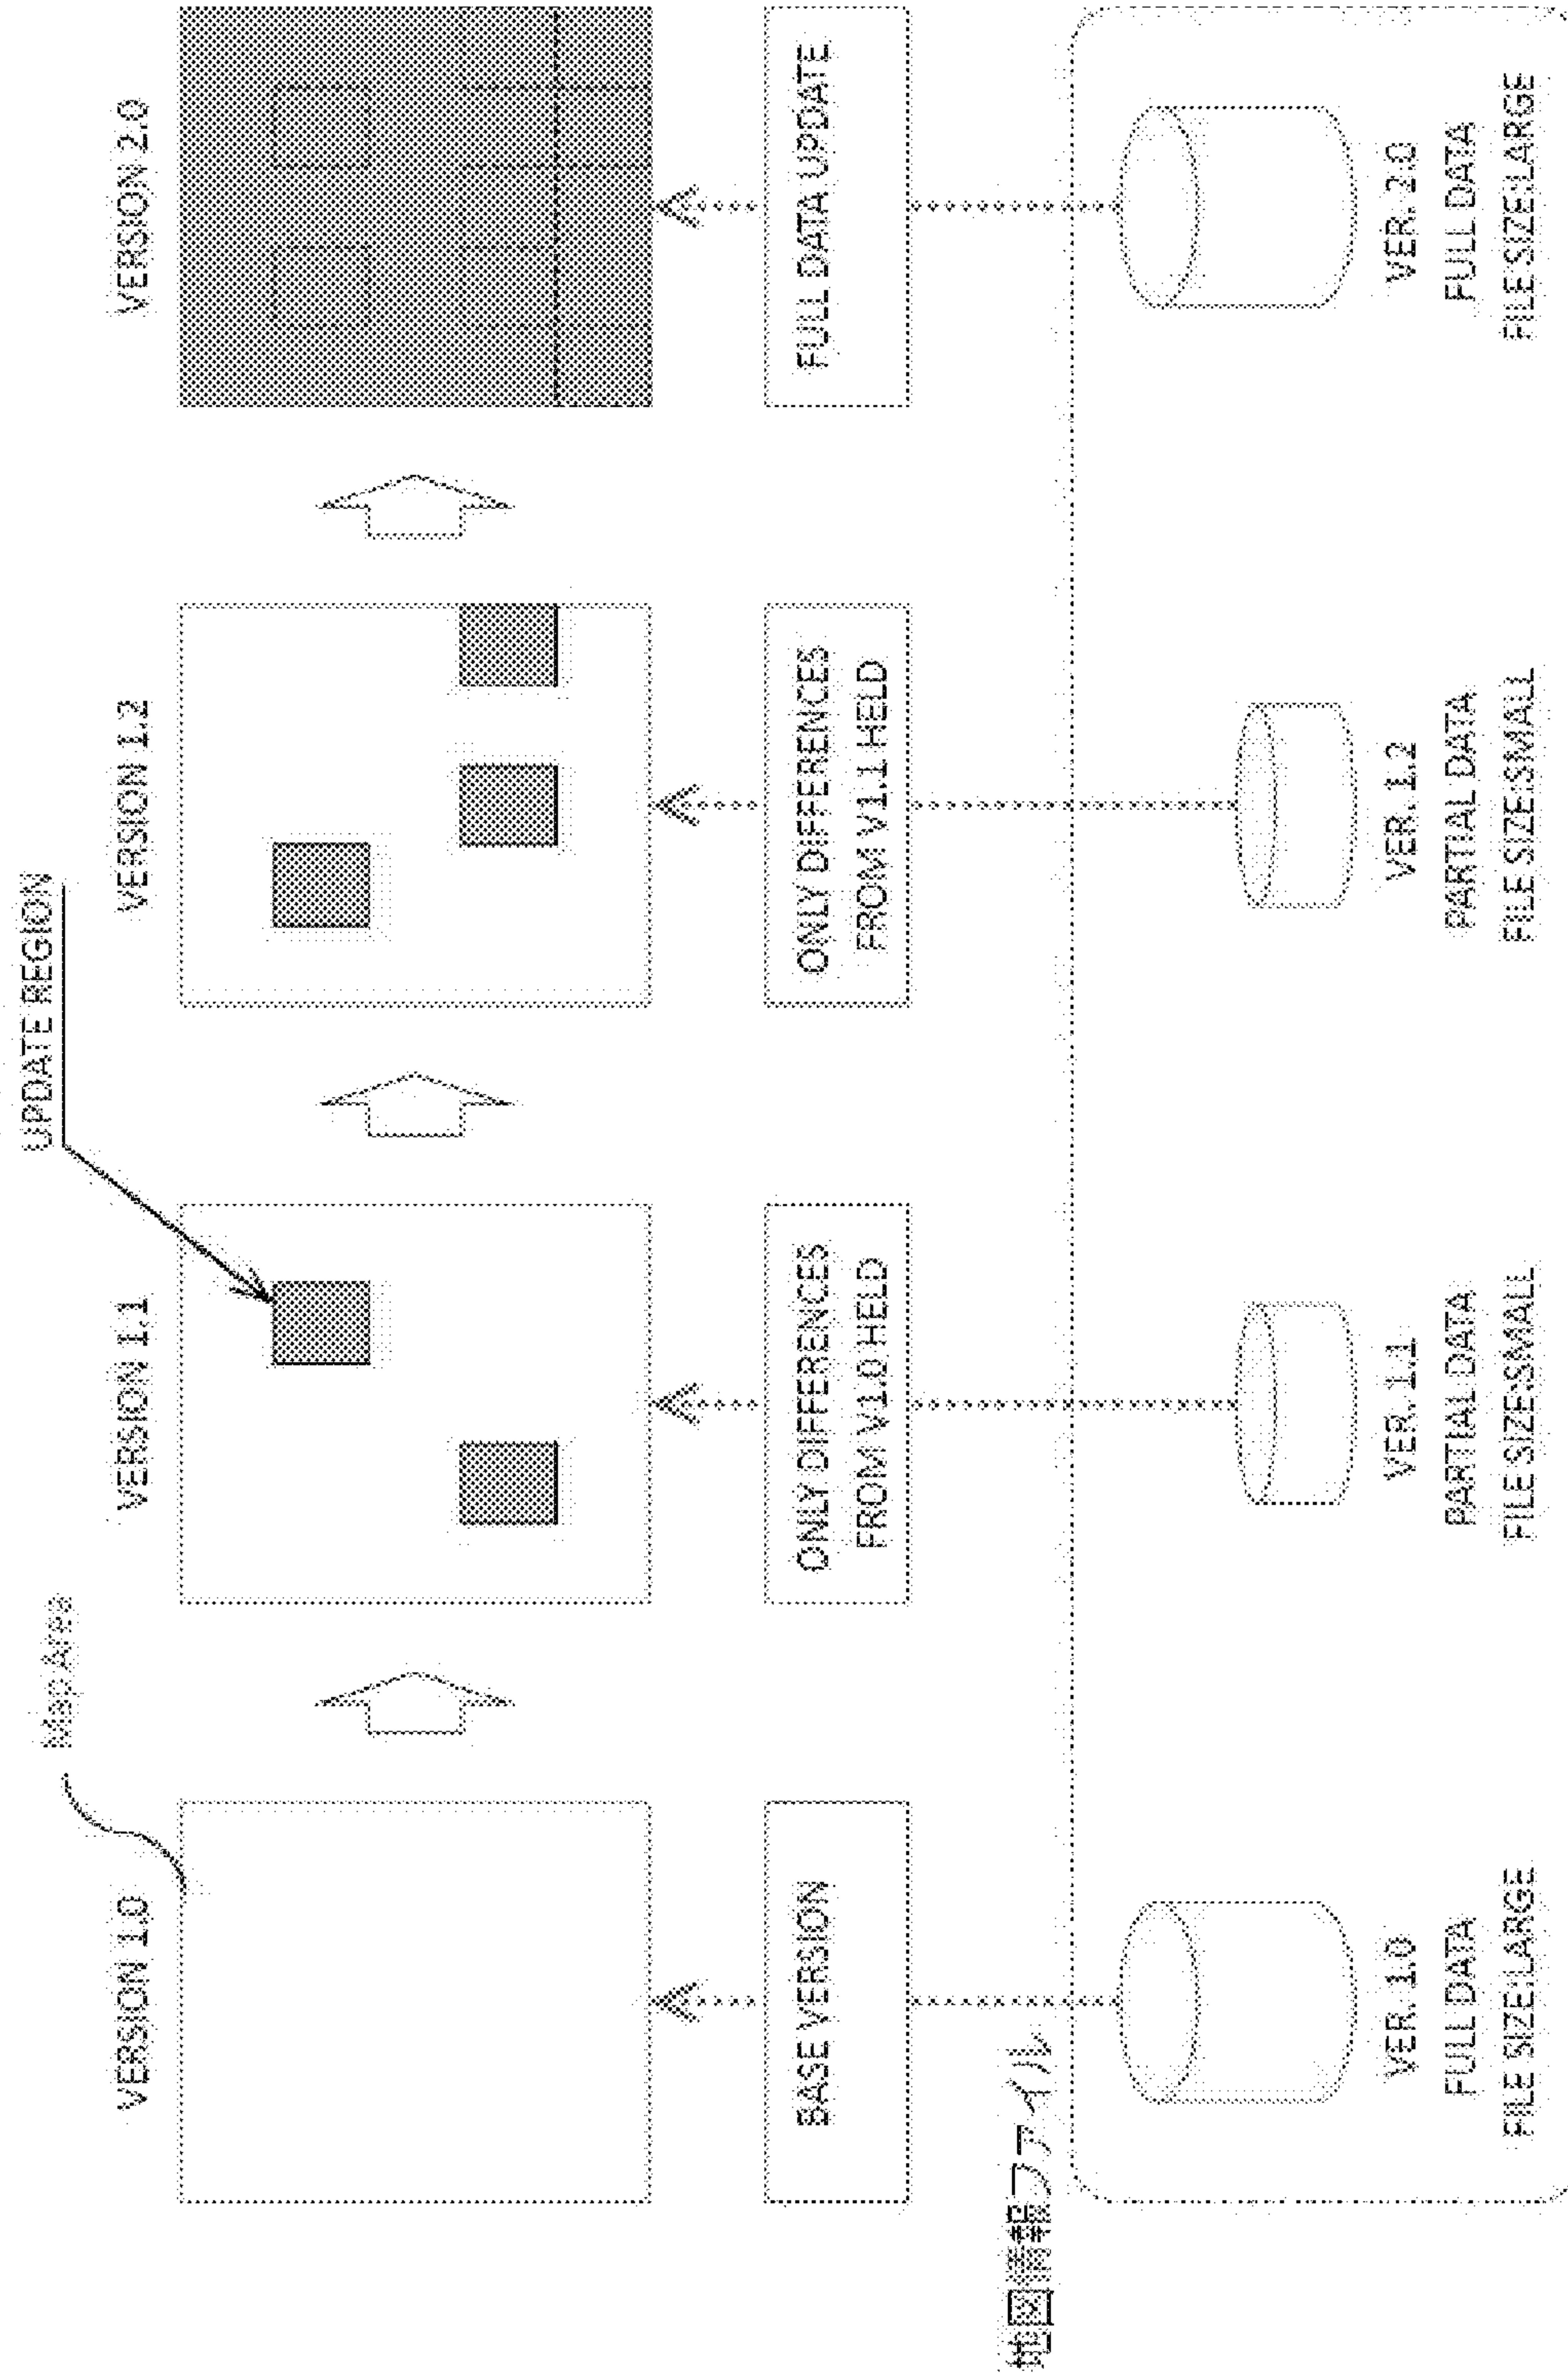 Map Area
UPDATE REGION
VERSION 1.0
VERSION 1.1
VERSION 1.2
VERSION 2.0
BASE VERSION
ONLY DIFFERENCES
FROM V1.0 HELD
ONLY DIFFERENCES
FROM V1.1 HELD
FULL DATA UPDATE
地図情報ファイル
VER. 1.0
FULL DATA
FILE SIZE:LARGE
VER. 1.1
PARTIAL DATA
FILE SIZE:SMALL
VER. 1.2
PARTIAL DATA
FILE SIZE:SMALL
VER. 2.0
FULL DATA
FILE SIZE:LARGE